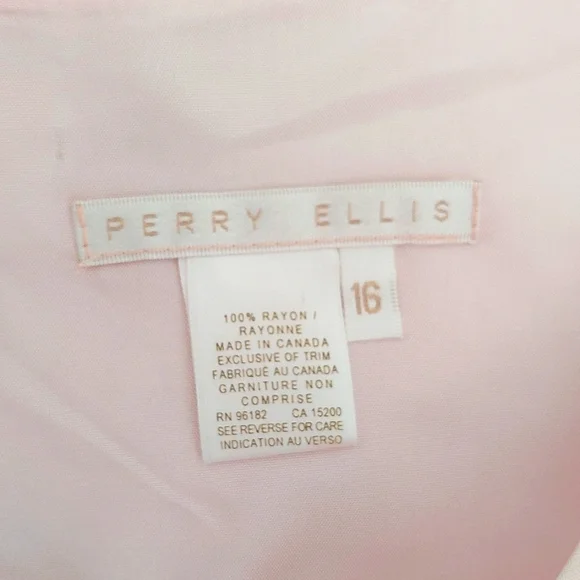 PERRY ELLIS
16
100% RAYON /
RAYONNE
MADE IN CANADA
EXCLUSIVE OF TRIM
FABRIQUÉ AU CANADA
GARNITURE NON
COMPRISE
RN 96182 CA 15200
SEE REVERSE FOR CARE
INDICATION AU VERSO